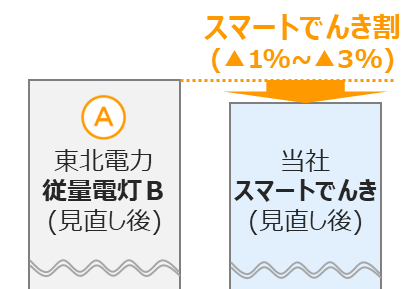 スマートでんき割
(▲1%~▲3%)
A
東北電力
従量電灯B
(見直し後)
当社
スマートでんき
(見直し後)